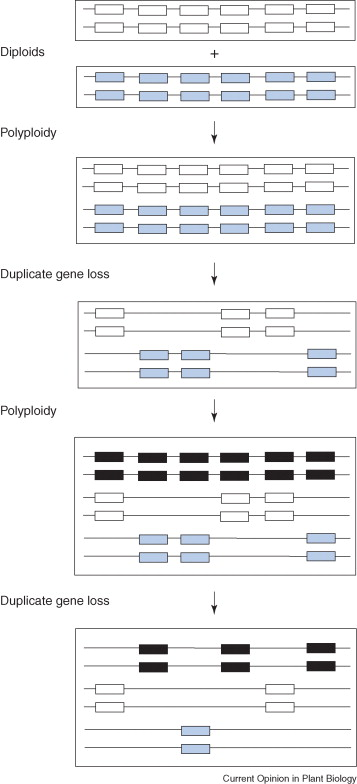 Diploids
+
Polyploidy
Duplicate gene loss
Polyploidy
Duplicate gene loss
Current Opinion in Plant Biology